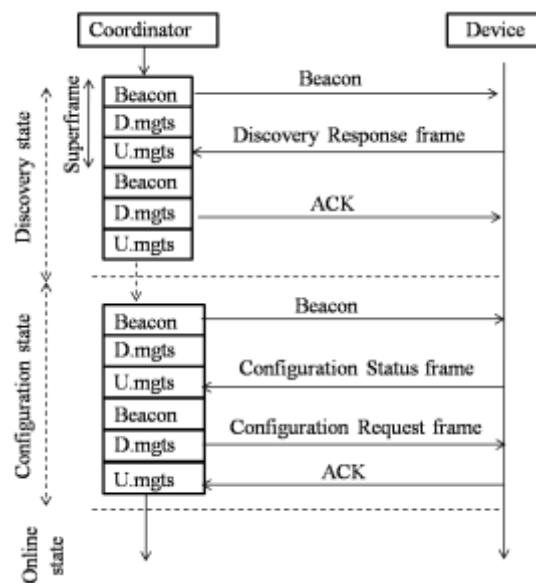 Coordinator
Device
Discovery state
Superframe
Beacon
Beacon
D.mgts
U.mgts
Discovery Response frame
Beacon
D.mgts
ACK
U.mgts
Configuration state
Beacon
Beacon
D.mgts
U.mgts
Configuration Status frame
Beacon
D.mgts
Configuration Request frame
U.mgts
ACK
Online
state